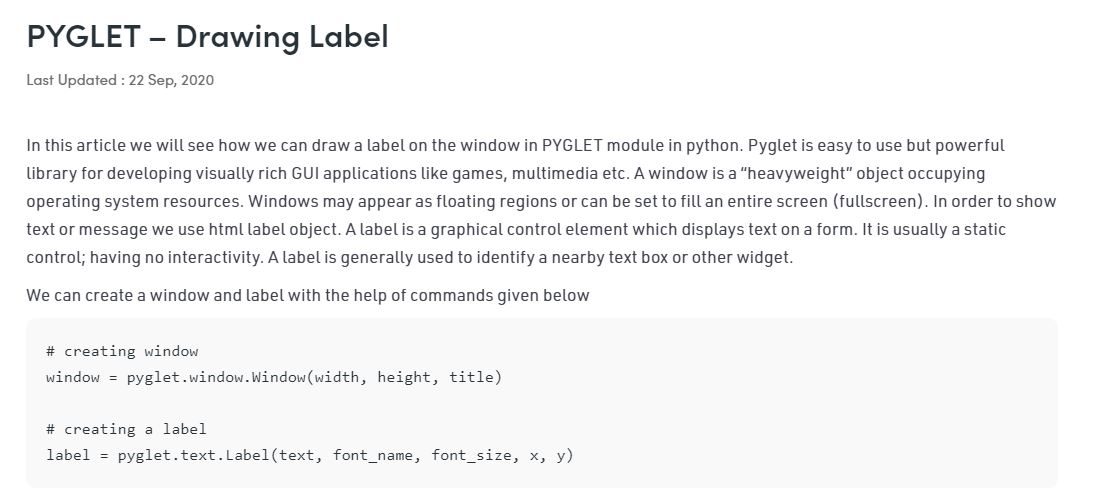 PYGLET – Drawing Label
Last Updated : 22 Sep, 2020
In this article we will see how we can draw a label on the window in PYGLET module in python. Pyglet is easy to use but powerful
library for developing visually rich GUI applications like games, multimedia etc. A window is a “heavyweight” object occupying
operating system resources. Windows may appear as floating regions or can be set to fill an entire screen (fullscreen). In order to show
text or message we use html label object. A label is a graphical control element which displays text on a form. It is usually a static
control; having no interactivity. A label is generally used to identify a nearby text box or other widget.
We can create a window and label with the help of commands given below
# creating window
window = pyglet.window.Window(width, height, title)
# creating a label
label = pyglet.text.Label(text, font_name, font_size, x, y)